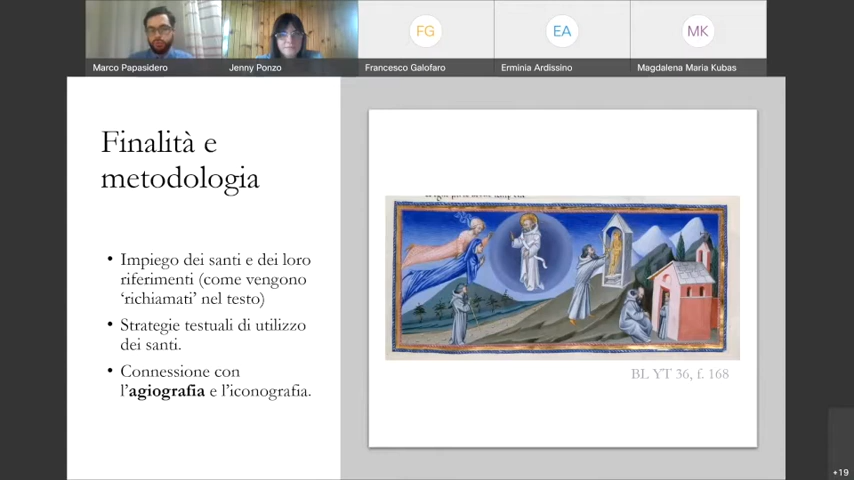 FG
EA
MK
Marco Papasidero
Jenny Ponzo
Francesco Galofaro
Erminia Ardissino
Magdalena Maria Kubas
Finalità e
metodologia
• Impiego dei santi e dei loro
riferimenti (come vengono
‘richiamati’ nel testo)
• Strategie testuali di utilizzo
dei santi.
• Connessione con
l’agiografia e l’iconografia.
BL YT 36, f. 168
+19